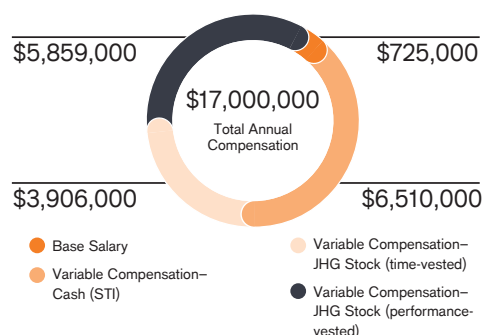 $5,859,000
$725,000
$17,000,000
Total Annual
Compensation
$3,906,000
$6,510,000
Base Salary
Variable Compensation–
Cash (STI)
Variable Compensation–
JHG Stock (time-vested)
Variable Compensation–
JHG Stock (performance-
vested)